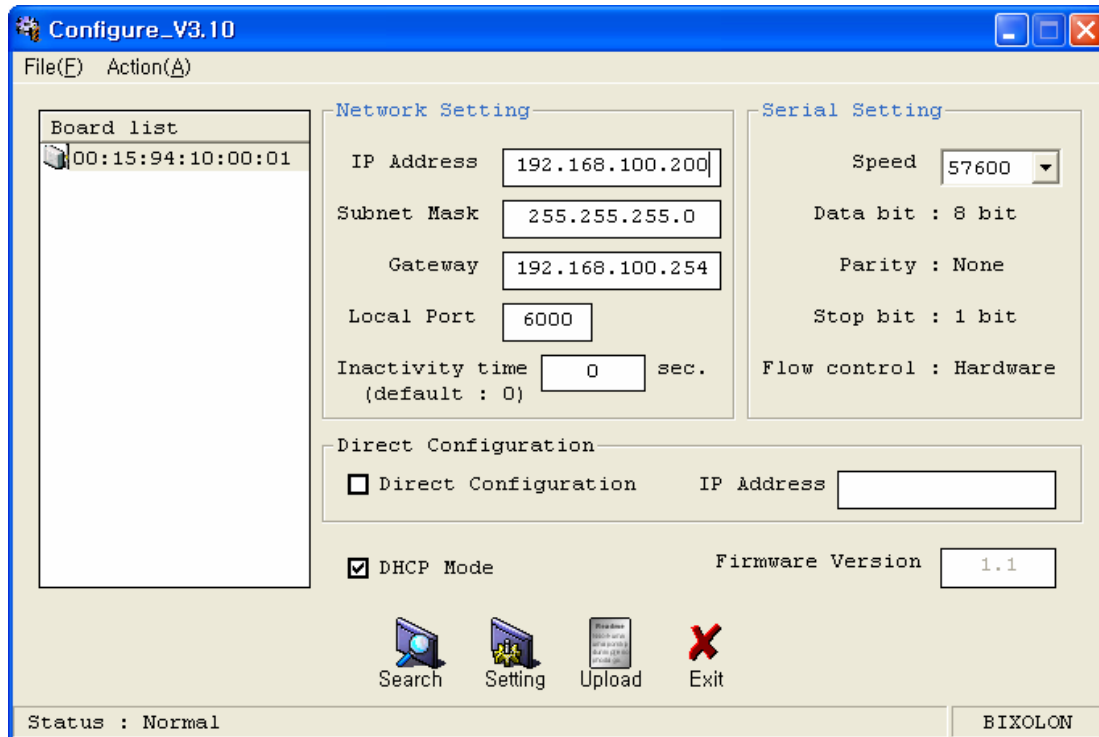 Configure_V3.10
File(F) Action(A)
Board list
00:15:94:10:00:01
Network Setting
IP Address 192.168.100.200
Subnet Mask 255.255.255.0
Gateway 192.168.100.254
Local Port 6000
Inactivity time 0 sec.
(default : 0)
Serial Setting
Speed 57600
Data bit : 8 bit
Parity : None
Stop bit : 1 bit
Flow control : Hardware
Direct Configuration
Direct Configuration IP Address
DHCP Mode Firmware Version 1.1
Readme
Search Setting Upload Exit
Status : Normal BIXOLON